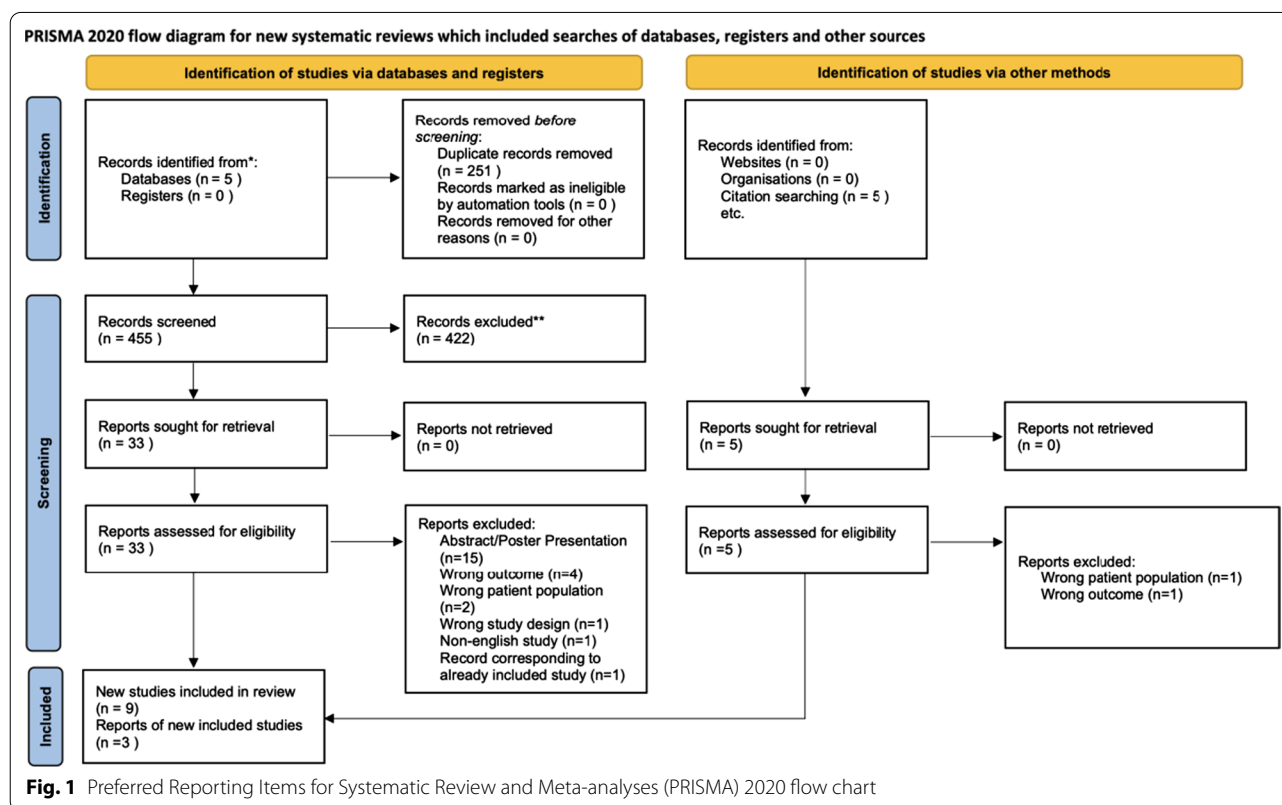 PRISMA 2020 flow diagram for new systematic reviews which included searches of databases, registers and other sources
Identification of studies via databases and registers
Identification of studies via other methods
Identification
Records identified from*:
Databases (n = 5 )
Registers (n = 0 )
Records removed before
screening:
Duplicate records removed
(n = 251 )
Records marked as ineligible
by automation tools (n = 0 )
Records removed for other
reasons (n = 0)
Records identified from:
Websites (n = 0)
Organisations (n = 0)
Citation searching (n = 5 )
etc.
Screening
Records screened
(n = 455 )
Records excluded**
(n = 422)
Reports sought for retrieval
(n = 33 )
Reports not retrieved
(n = 0)
Reports sought for retrieval
(n = 5)
Reports not retrieved
(n = 0)
Reports assessed for eligibility
(n = 33 )
Reports excluded:
Abstract/Poster Presentation
(n=15)
Wrong outcome (n=4)
Wrong patient population
(n=2)
Wrong study design (n=1)
Non-english study (n=1)
Record corresponding to
already included study (n=1)
Reports assessed for eligibility
(n =5 )
Reports excluded:
Wrong patient population (n=1)
Wrong outcome (n=1)
Included
New studies included in review
(n = 9)
Reports of new included studies
(n =3 )
Fig. 1 Preferred Reporting Items for Systematic Review and Meta-analyses (PRISMA) 2020 flow chart